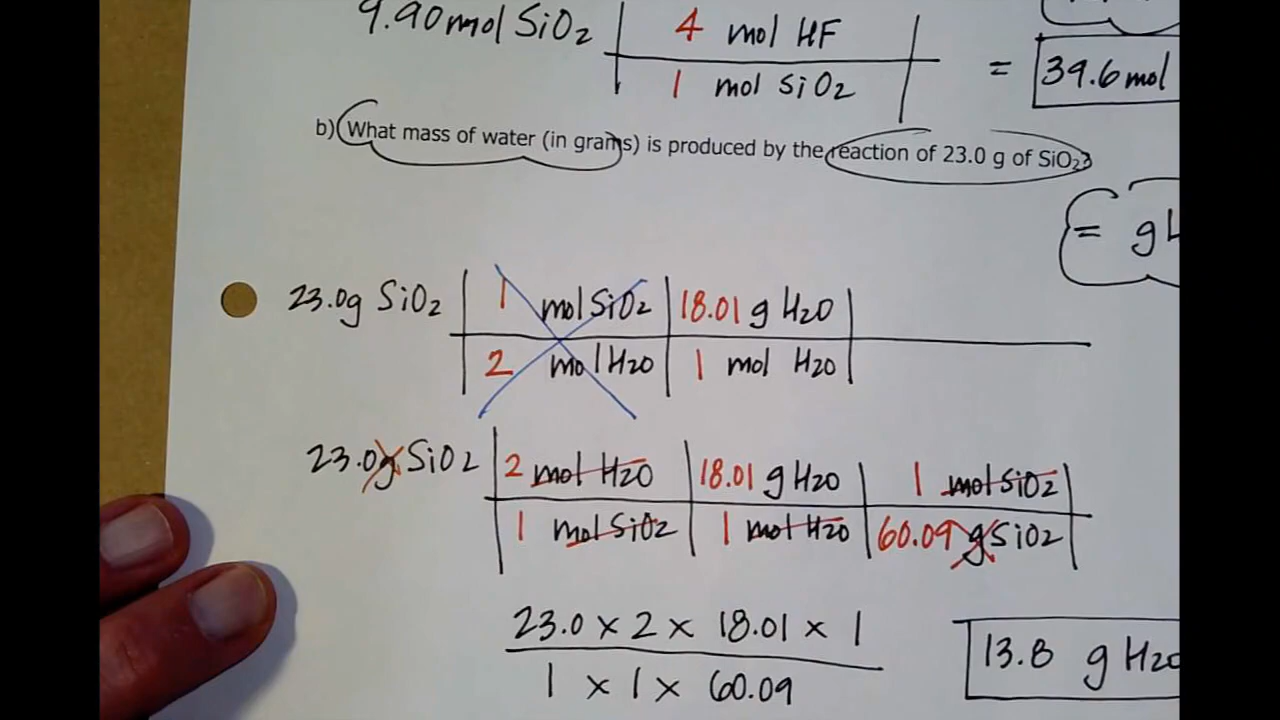 9.90 mol SiO2 | 4 mol HF
1 mol SiO2
= 39.6 mol
b) What mass of water (in grams) is produced by the reaction of 23.0 g of SiO2?
= g
23.0g SiO2 | 1 mol SiO2 | 18.01 g H2O |
2 mol H2O | 1 mol H2O |
23.0g SiO2 | 2 mol H2O | 18.01 g H2O | 1 mol SiO2 |
1 mol SiO2 | 1 mol H2O | 60.09 g SiO2 |
23.0 x 2 x 18.01 x 1
1 x 1 x 60.09
13.8 g H2O